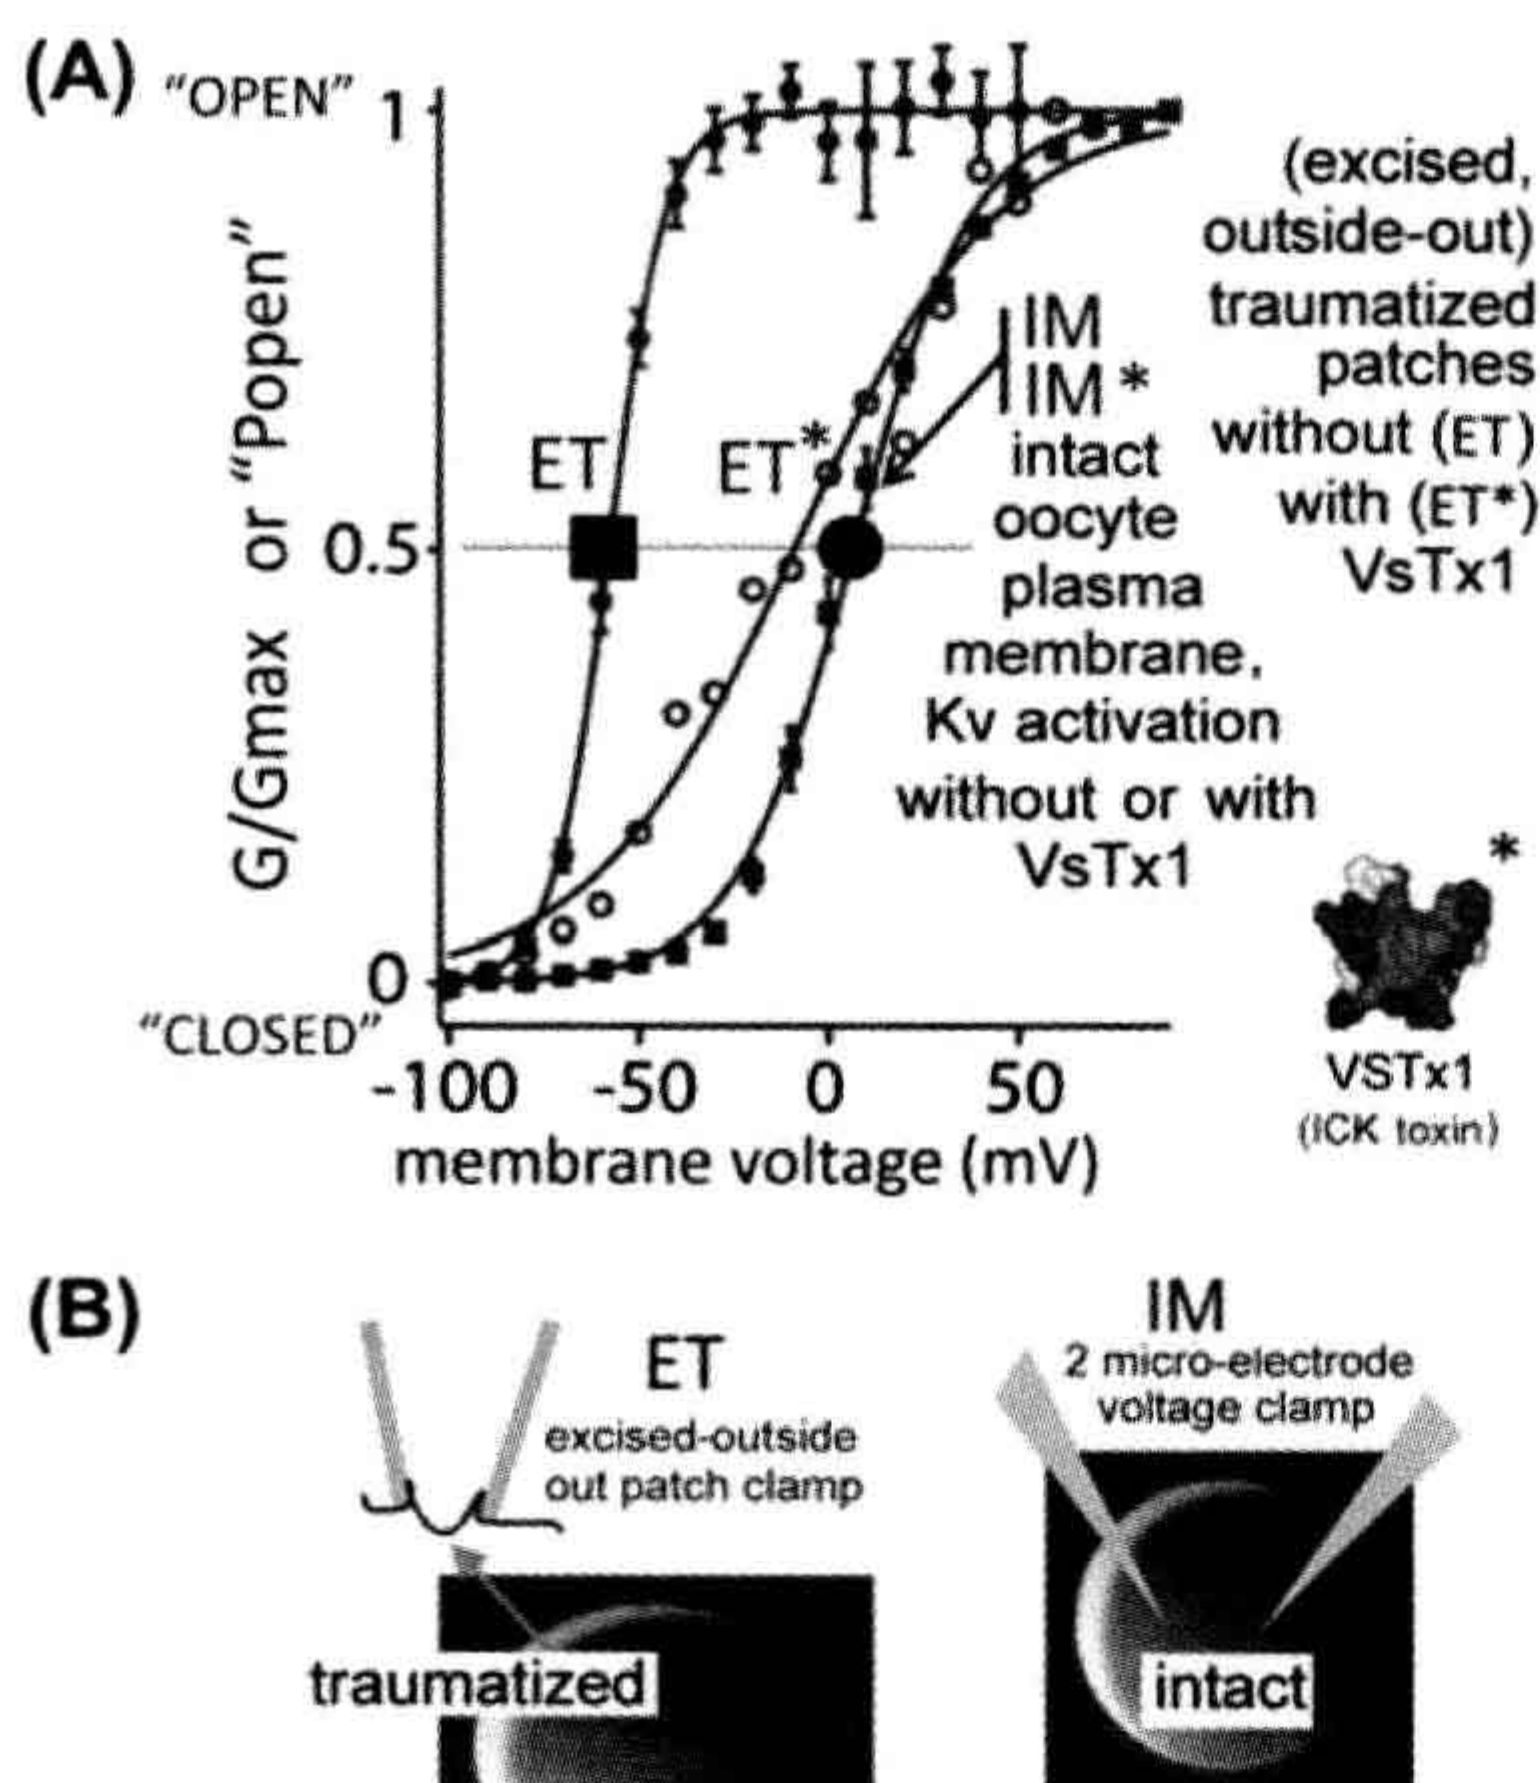 (A)
"OPEN" 1
G/Gmax or "Popen"
0.5
0
"CLOSED"
-100 -50 0 50
membrane voltage (mV)
ET
ET*
IM
IM *
intact
oocyte
plasma
membrane,
Kv activation
without or with
VsTx1
(excised,
outside-out)
traumatized
patches
without (ET)
with (ET*)
VsTx1
*
VSTx1
(ICK toxin)
(B)
ET
excised-outside
out patch clamp
traumatized
IM
2 micro-electrode
voltage clamp
intact